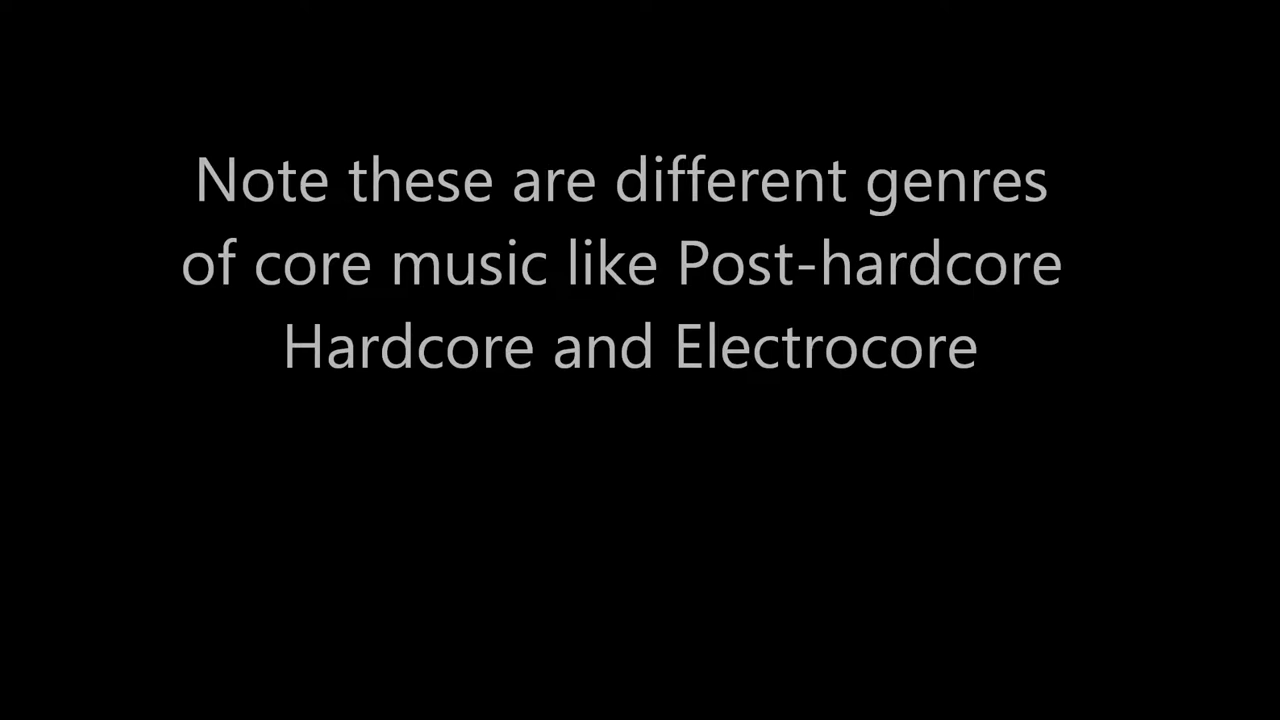 Note these are different genres
of core music like Post-hardcore
Hardcore and Electrocore